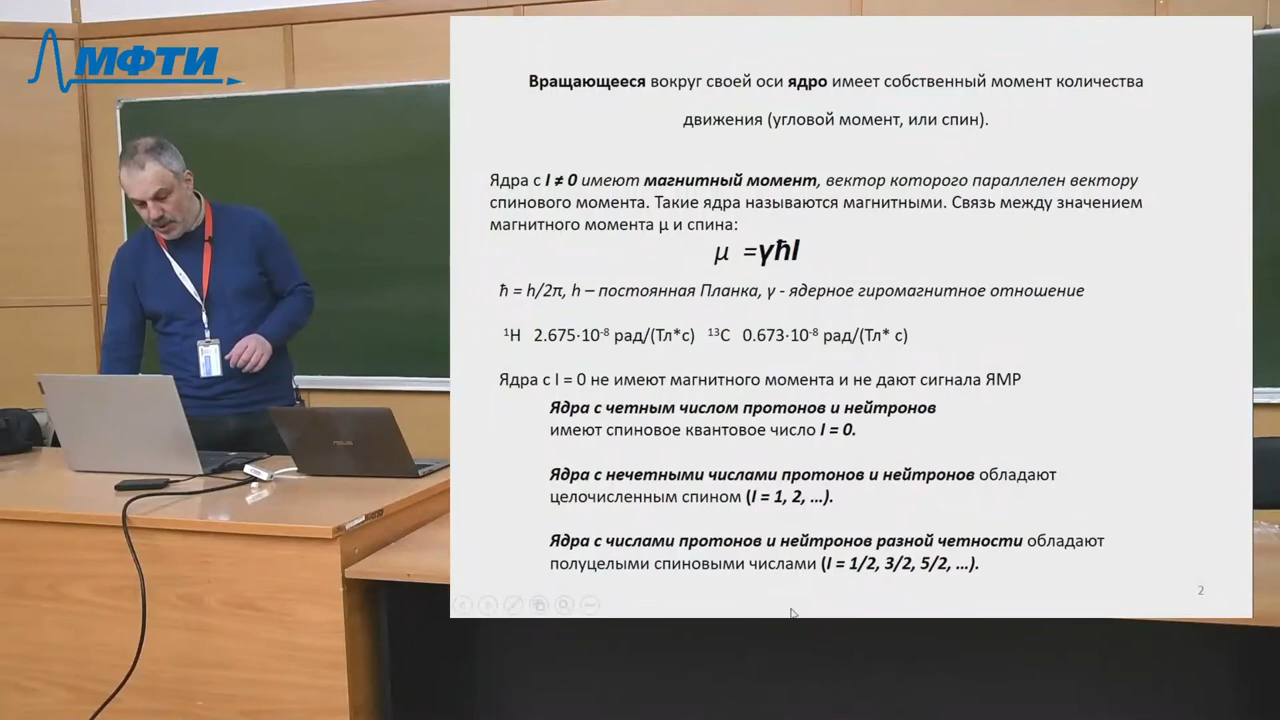 МФТИ
Вращающееся вокруг своей оси ядро имеет собственный момент количества
движения (угловой момент, или спин).
Ядра с I ≠ 0 имеют магнитный момент, вектор которого параллелен вектору
спинового момента. Такие ядра называются магнитными. Связь между значением
магнитного момента μ и спина:
μ =γħI
ħ = h/2π, h – постоянная Планка, γ - ядерное гиромагнитное отношение
¹H 2.675·10⁻⁸ рад/(Тл*с) ¹³C 0.673·10⁻⁸ рад/(Тл* с)
Ядра с I = 0 не имеют магнитного момента и не дают сигнала ЯМР
Ядра с четным числом протонов и нейтронов
имеют спиновое квантовое число I = 0.
Ядра с нечетными числами протонов и нейтронов обладают
целочисленным спином (I = 1, 2, …).
Ядра с числами протонов и нейтронов разной четности обладают
полуцелыми спиновыми числами (I = 1/2, 3/2, 5/2, …).
2
ASUS